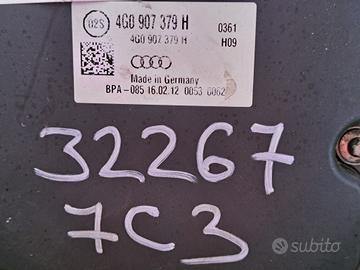 02S
4G0 907 379 H
0361
4G0 907 379 H
H09
Made in Germany
BPA-085 16.02.12 0053 0062
32267
7C3
subito